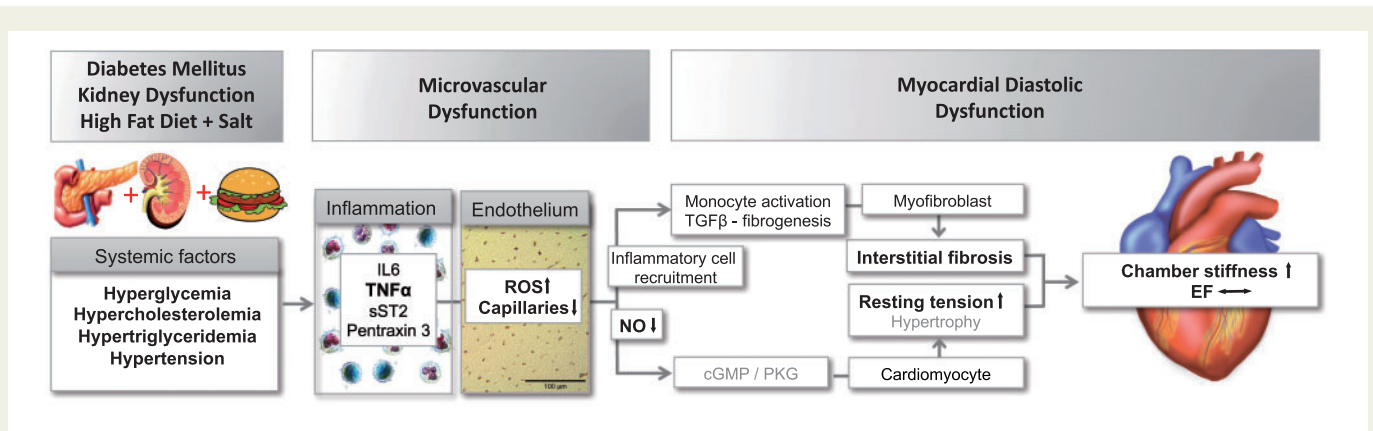 Diabetes Mellitus
Kidney Dysfunction
High Fat Diet + Salt
Microvascular
Dysfunction
Myocardial Diastolic
Dysfunction
+
+
Systemic factors
Hyperglycemia
Hypercholesterolemia
Hypertriglyceridemia
Hypertension
Inflammation
IL6
TNFα
sST2
Pentraxin 3
Endothelium
ROS↑
Capillaries↓
100 µm
Inflammatory cell
recruitment
NO↓
Monocyte activation
TGFβ - fibrogenesis
Myofibroblast
Interstitial fibrosis
Resting tension↑
Hypertrophy
cGMP / PKG
Cardiomyocyte
Chamber stiffness ↑
EF ↔